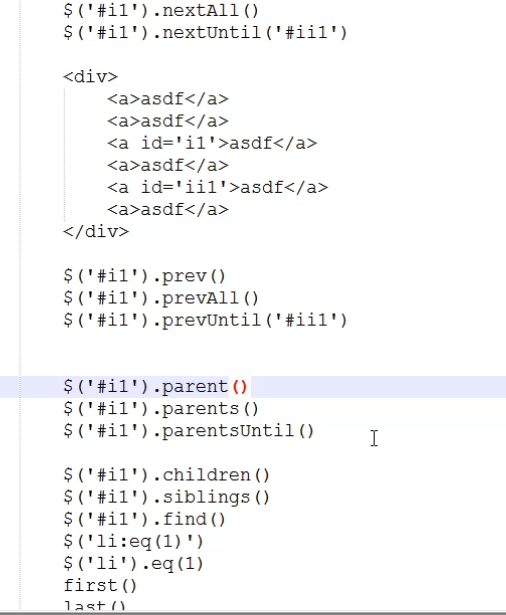 $('#i1').nextAll()
$('#i1').nextUntil('#ii1')
<div>
<a>asdf</a>
<a>asdf</a>
<a id='i1'>asdf</a>
<a>asdf</a>
<a id='ii1'>asdf</a>
<a>asdf</a>
</div>
$('#i1').prev()
$('#i1').prevAll()
$('#i1').prevUntil('#ii1')
$('#i1').parent()
$('#i1').parents()
$('#i1').parentsUntil()
$('#i1').children()
$('#i1').siblings()
$('#i1').find()
$('li:eq(1)')
$('li').eq(1)
first()
last()